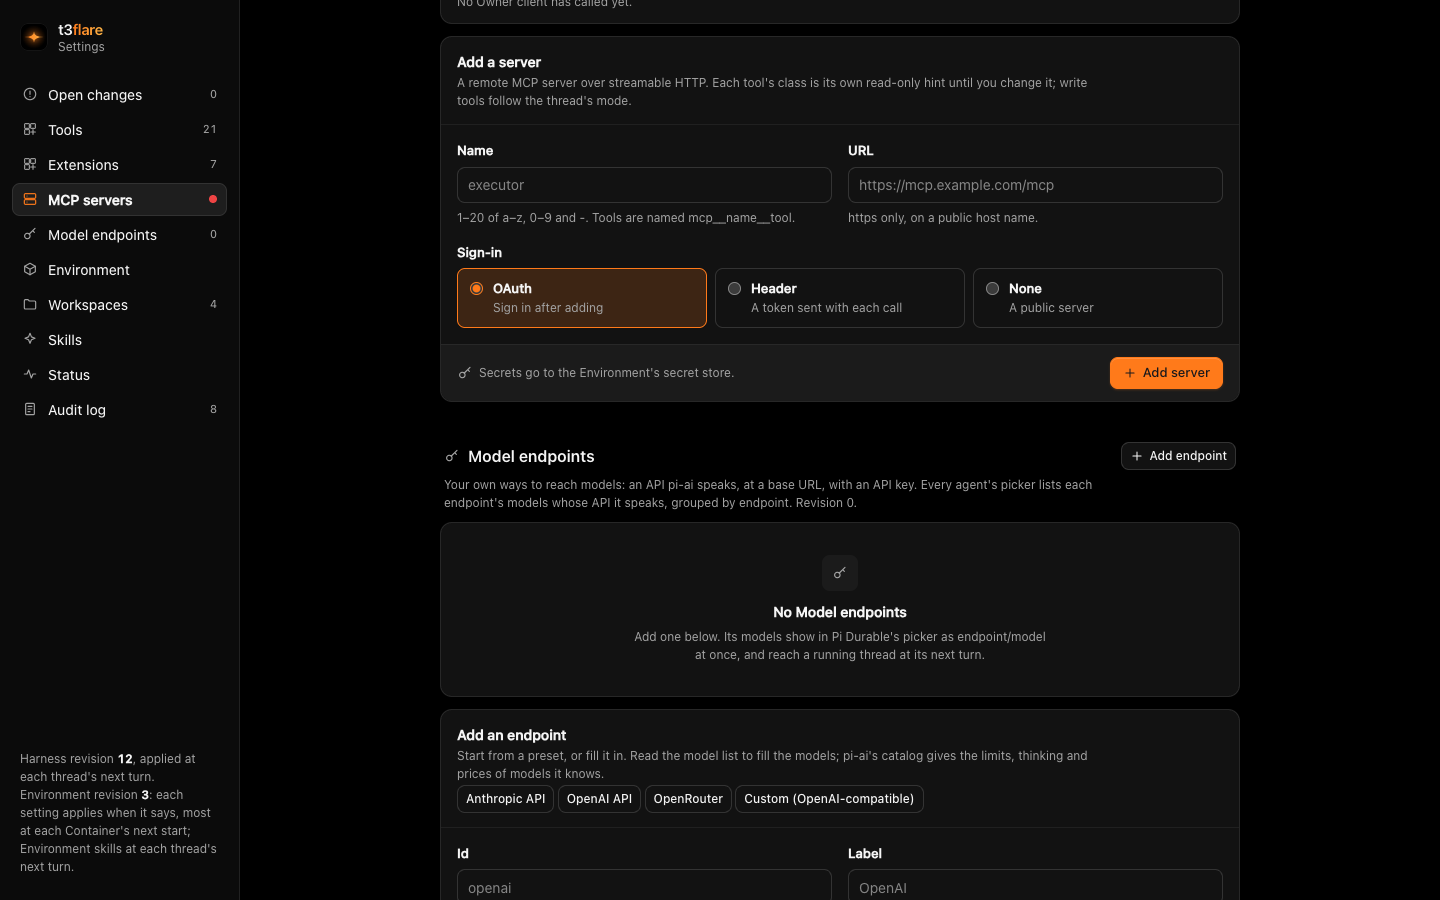 t3flare
Settings
Open changes 0
Tools 21
Extensions 7
MCP servers
Model endpoints 0
Environment
Workspaces 4
Skills
Status
Audit log 8
Harness revision 12, applied at
each thread's next turn.
Environment revision 3: each
setting applies when it says, most
at each Container's next start;
Environment skills at each thread's
next turn.
No Owner client has called yet.
Add a server
A remote MCP server over streamable HTTP. Each tool's class is its own read-only hint until you change it; write
tools follow the thread's mode.
Name
executor
1–20 of a–z, 0–9 and -. Tools are named mcp__name__tool.
URL
https://mcp.example.com/mcp
https only, on a public host name.
Sign-in
OAuth
Sign in after adding
Header
A token sent with each call
None
A public server
Secrets go to the Environment's secret store.
Add server
Model endpoints
Add endpoint
Your own ways to reach models: an API pi-ai speaks, at a base URL, with an API key. Every agent's picker lists each
endpoint's models whose API it speaks, grouped by endpoint. Revision 0.
No Model endpoints
Add one below. Its models show in Pi Durable's picker as endpoint/model
at once, and reach a running thread at its next turn.
Add an endpoint
Start from a preset, or fill it in. Read the model list to fill the models; pi-ai's catalog gives the limits, thinking and
prices of models it knows.
Anthropic API
OpenAI API
OpenRouter
Custom (OpenAI-compatible)
Id
openai
Label
OpenAI